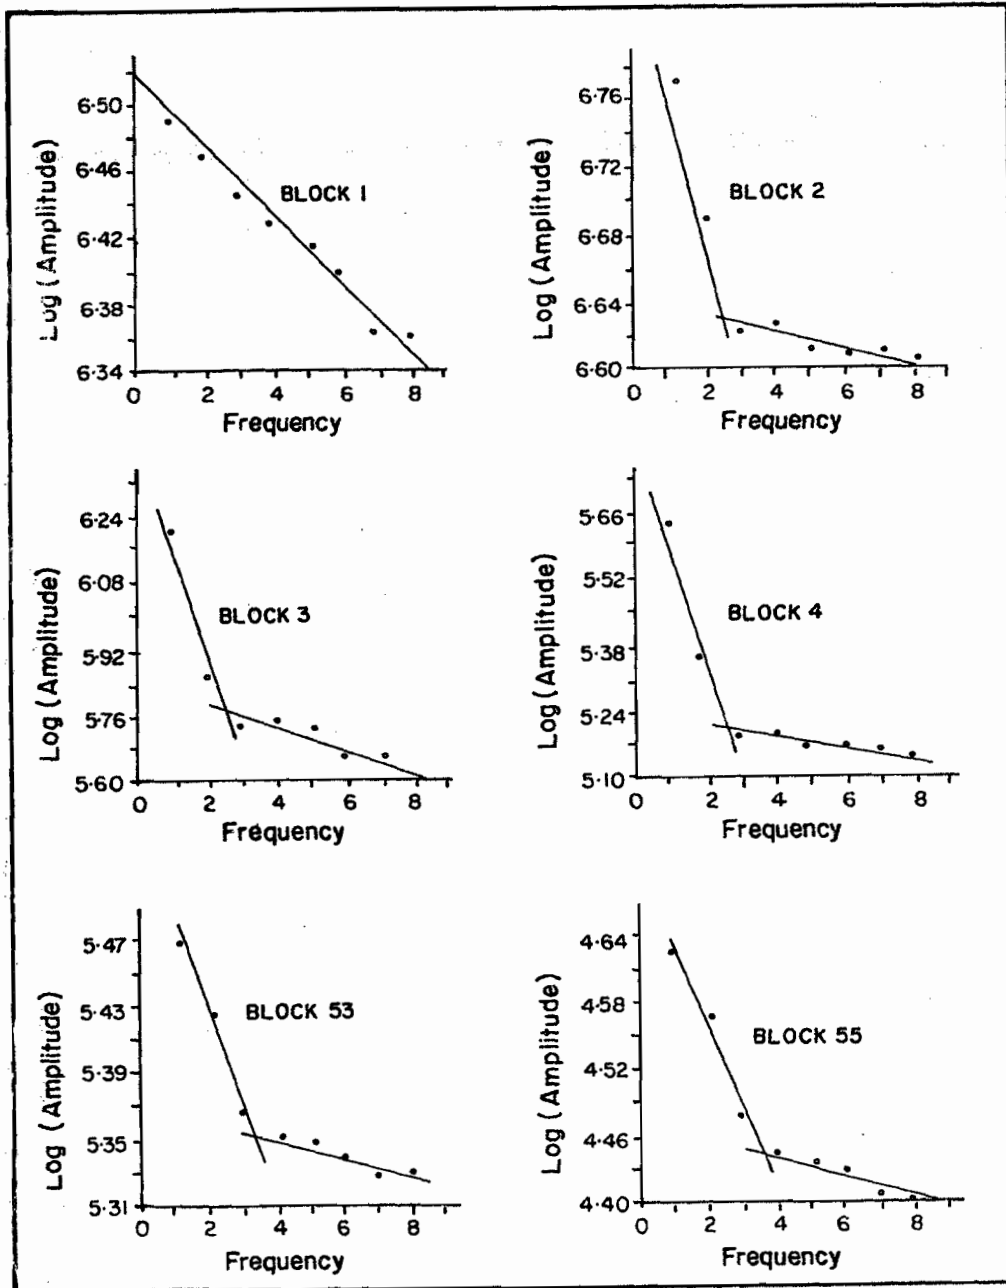 6·50
6·46
6·42
6·38
6·34
Log (Amplitude)
BLOCK 1
0 2 4 6 8
Frequency
6·76
6·72
6·68
6·64
6·60
Log (Amplitude)
BLOCK 2
0 2 4 6 8
Frequency
6·24
6·08
5·92
5·76
5·60
Log (Amplitude)
BLOCK 3
0 2 4 6 8
Frequency
5·66
5·52
5·38
5·24
5·10
Log (Amplitude)
BLOCK 4
0 2 4 6 8
Frequency
5·47
5·43
5·39
5·35
5·31
Log (Amplitude)
BLOCK 53
0 2 4 6 8
Frequency
4·64
4·58
4·52
4·46
4·40
Log (Amplitude)
BLOCK 55
0 2 4 6 8
Frequency